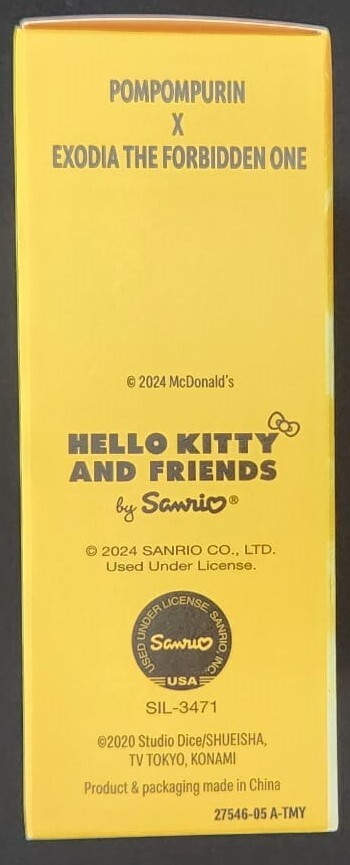 POMPOMPURIN
X
EXODIA THE FORBIDDEN ONE
© 2024 McDonald's
HELLO KITTY
AND FRIENDS
by Sanrio®
© 2024 SANRIO CO., LTD.
Used Under License.
USED UNDER LICENSE. SANRIO, INC.
Sanrio
USA
SIL-3471
©2020 Studio Dice/SHUEISHA,
TV TOKYO, KONAMI
Product & packaging made in China
27546-05 A-TMY